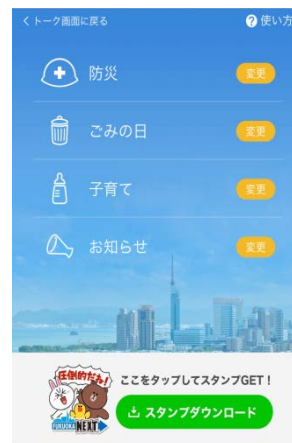 く トーク画面に戻る
? 使い方
防災
変更
ごみの日
変更
子育て
変更
お知らせ
変更
圧倒的だね!
FUKUOKA NEXT
ここをタップしてスタンプGET!
スタンプダウンロード